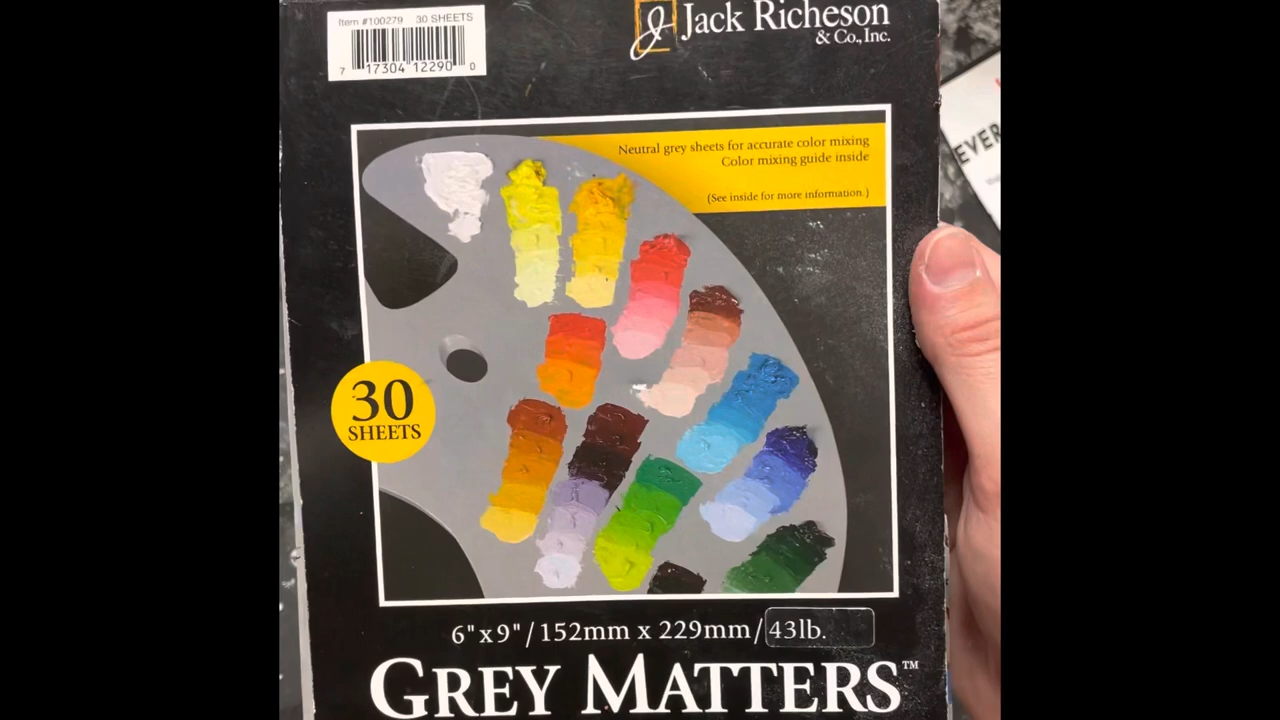 Item #100279 30 SHEETS
7 17304 12290 0
Jack Richeson
& Co., Inc.
Neutral grey sheets for accurate color mixing
Color mixing guide inside
(See inside for more information.)
30
SHEETS
6" x 9" / 152mm x 229mm / 43lb.
GREY MATTERS™
EVER